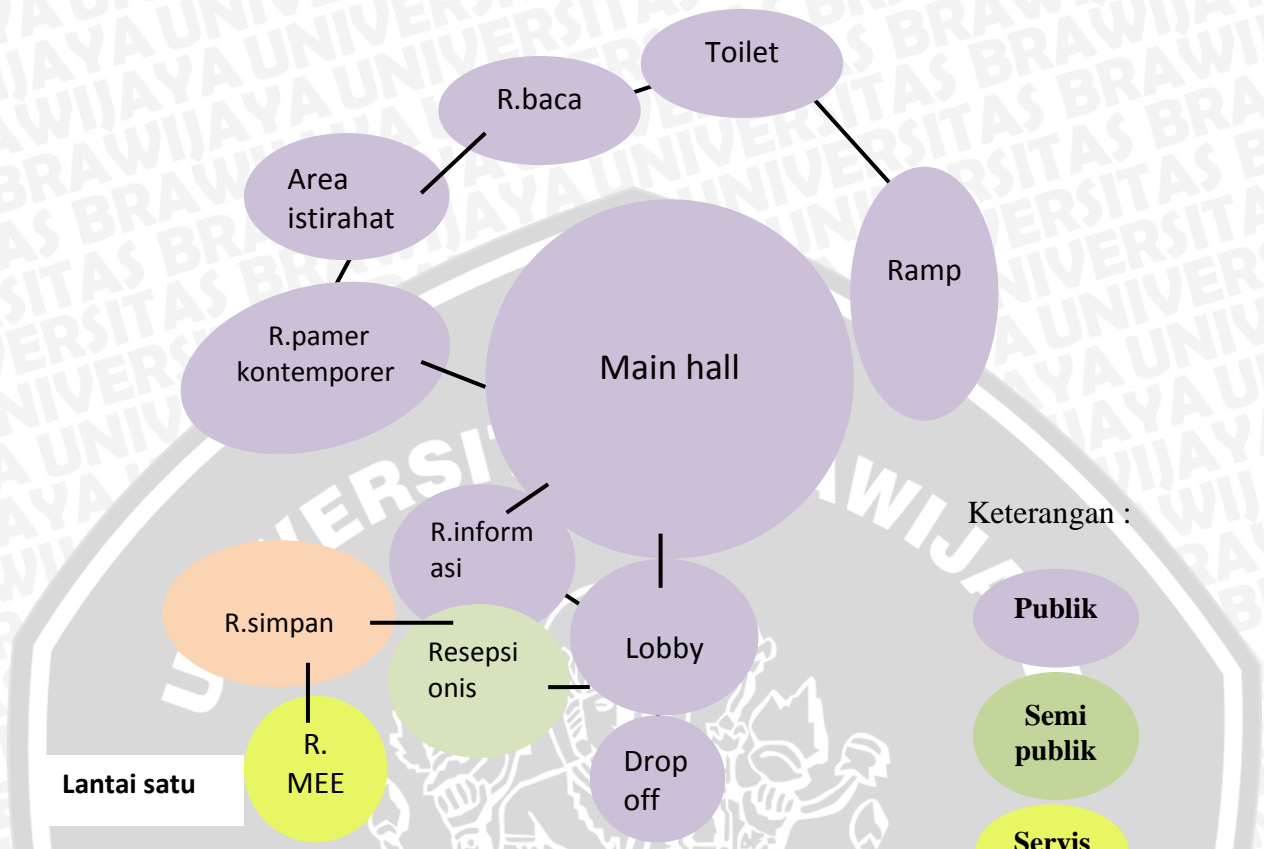 Toilet
R.baca
Area
istirahat
Ramp
R.pamer
kontemporer
Main hall
Keterangan :
R.inform
asi
Publik
R.simpan
Resepsi
onis
Lobby
Semi
publik
R.
MEE
Lantai satu
Drop
off
Servis